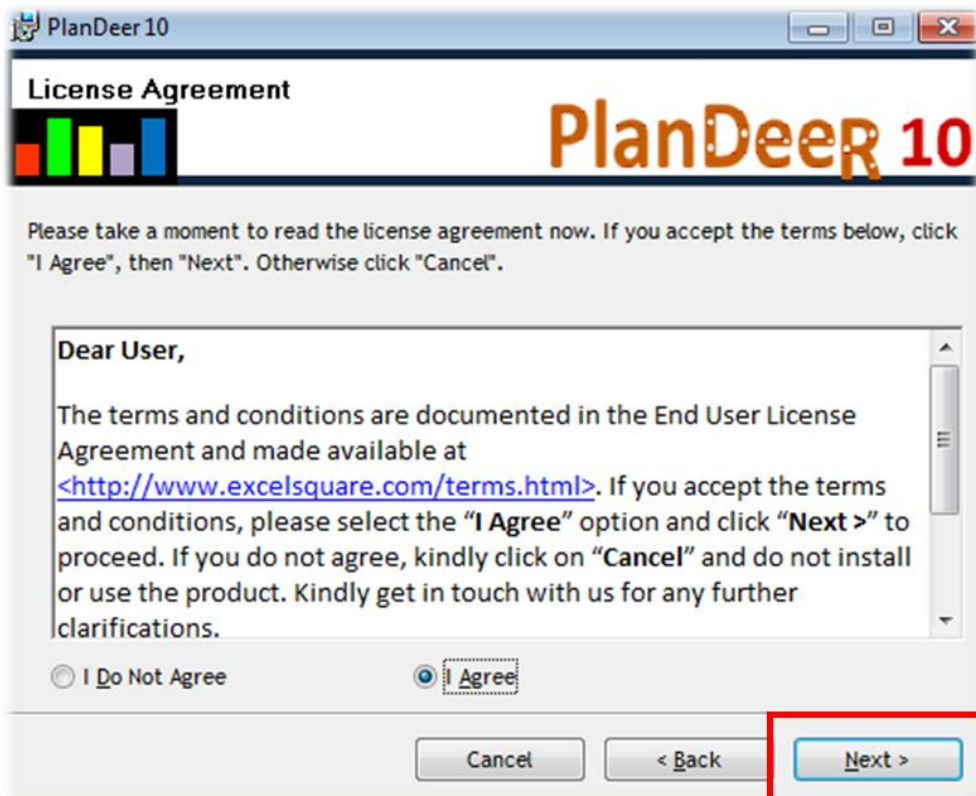 PlanDeer 10
License Agreement
PlanDeeR 10
Please take a moment to read the license agreement now. If you accept the terms below, click
"I Agree", then "Next". Otherwise click "Cancel".
Dear User,
The terms and conditions are documented in the End User License
Agreement and made available at
<http://www.excelsquare.com/terms.html>. If you accept the terms
and conditions, please select the “I Agree” option and click “Next >” to
proceed. If you do not agree, kindly click on “Cancel” and do not install
or use the product. Kindly get in touch with us for any further
clarifications.
I Do Not Agree
I Agree
Cancel
< Back
Next >